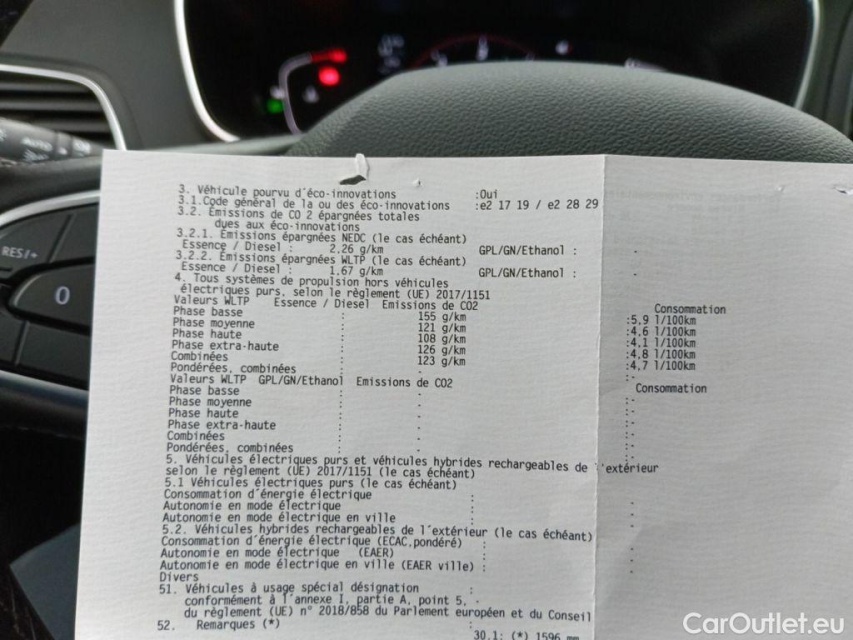 AUTO
RES/+
0
3. Véhicule pourvu d'éco-innovations :Oui
3.1.Code général de la ou des éco-innovations :e2 17 19 / e2 28 29
3.2. Émissions de CO 2 épargnées totales
dues aux éco-innovations
3.2.1. Émissions épargnées NEDC (le cas échéant)
Essence / Diesel : 2.26 g/km GPL/GN/Ethanol : -
3.2.2. Émissions épargnées WLTP (le cas échéant)
Essence / Diesel : 1.67 g/km GPL/GN/Ethanol : -
4. Tous systèmes de propulsion hors véhicules
électriques purs, selon le règlement (UE) 2017/1151
Valeurs WLTP Essence / Diesel Emissions de CO2 Consommation
Phase basse : 155 g/km :5,9 l/100km
Phase moyenne : 121 g/km :4,6 l/100km
Phase haute : 108 g/km :4,1 l/100km
Phase extra-haute : 126 g/km :4,8 l/100km
Combinées : 123 g/km :4,7 l/100km
Pondérées, combinées : - :-
Valeurs WLTP GPL/GN/Ethanol Emissions de CO2 Consommation
Phase basse : - :-
Phase moyenne : - :-
Phase haute : - :-
Phase extra-haute : - :-
Combinées : - :-
Pondérées, combinées : - :-
5. Véhicules électriques purs et véhicules hybrides rechargeables de l'extérieur
selon le règlement (UE) 2017/1151 (le cas échéant)
5.1 Véhicules électriques purs (le cas échéant)
Consommation d'énergie électrique : -
Autonomie en mode électrique : -
Autonomie en mode électrique en ville : -
5.2. Véhicules hybrides rechargeables de l'extérieur (le cas échéant)
Consommation d'énergie électrique (ECAC,pondéré) : -
Autonomie en mode électrique (EAER) : -
Autonomie en mode électrique en ville (EAER ville) : -
Divers
51. Véhicules à usage spécial désignation :
conformément à l'annexe I, partie A, point 5, -
du règlement (UE) n° 2018/858 du Parlement européen et du Conseil
52. Remarques (*) :
30.1: (*) 1596 mm
CarOutlet.eu